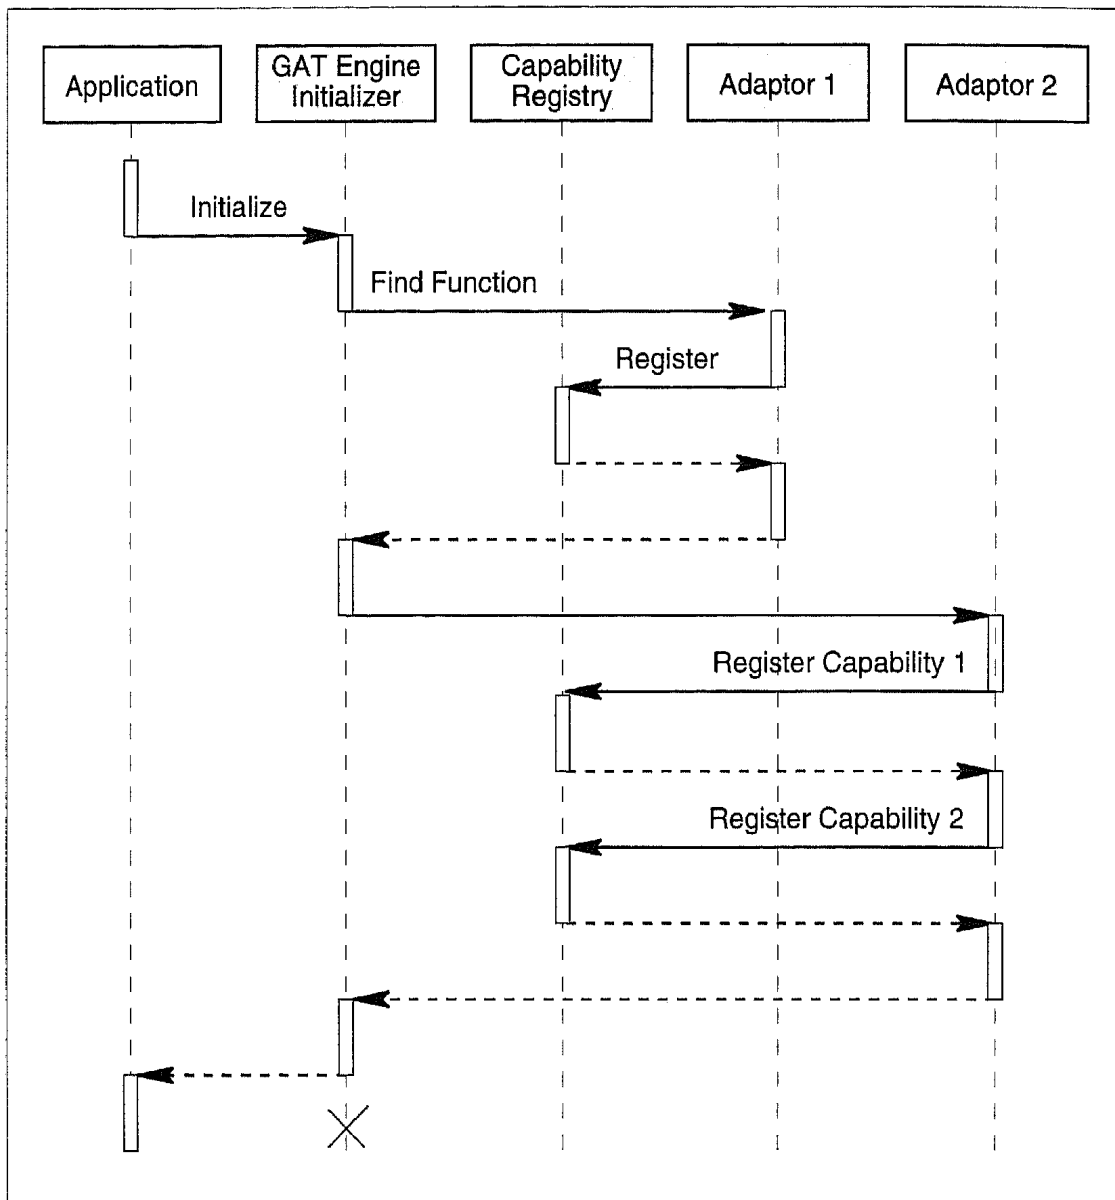 Application
GAT Engine
Initializer
Capability
Registry
Adaptor 1
Adaptor 2
Initialize
Find Function
Register
Register Capability 1
Register Capability 2